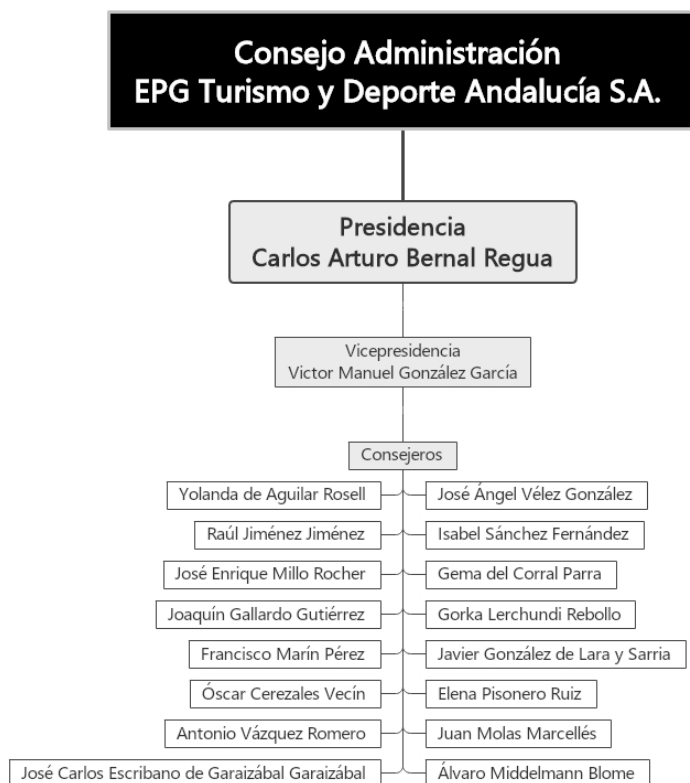 Consejo Administración
EPG Turismo y Deporte Andalucía S.A.
Presidencia
Carlos Arturo Bernal Regua
Vicepresidencia
Victor Manuel González García
Consejeros
Yolanda de Aguilar Rosell
José Ángel Vélez González
Raúl Jiménez Jiménez
Isabel Sánchez Fernández
José Enrique Millo Rocher
Gema del Corral Parra
Joaquín Gallardo Gutiérrez
Gorka Lerchundi Rebollo
Francisco Marín Pérez
Javier González de Lara y Sarria
Óscar Cerezales Vecín
Elena Pisonero Ruiz
Antonio Vázquez Romero
Juan Molas Marcellés
José Carlos Escribano de Garaizábal Garaizábal
Álvaro Middelmann Blome